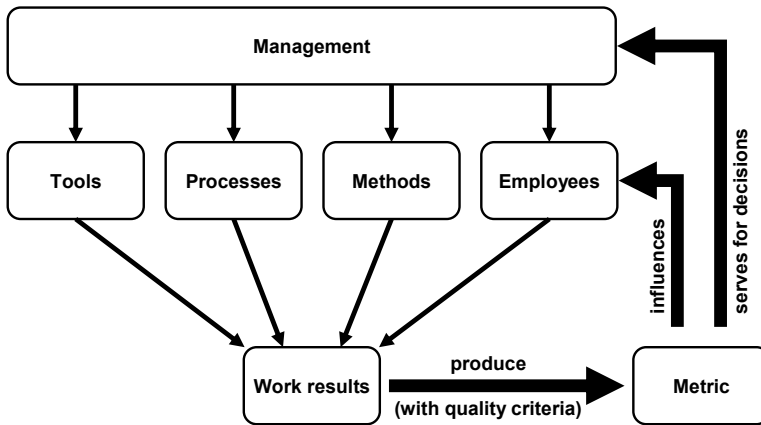 Management
Tools
Processes
Methods
Employees
influences
serves for decisions
Work results
produce
(with quality criteria)
Metric